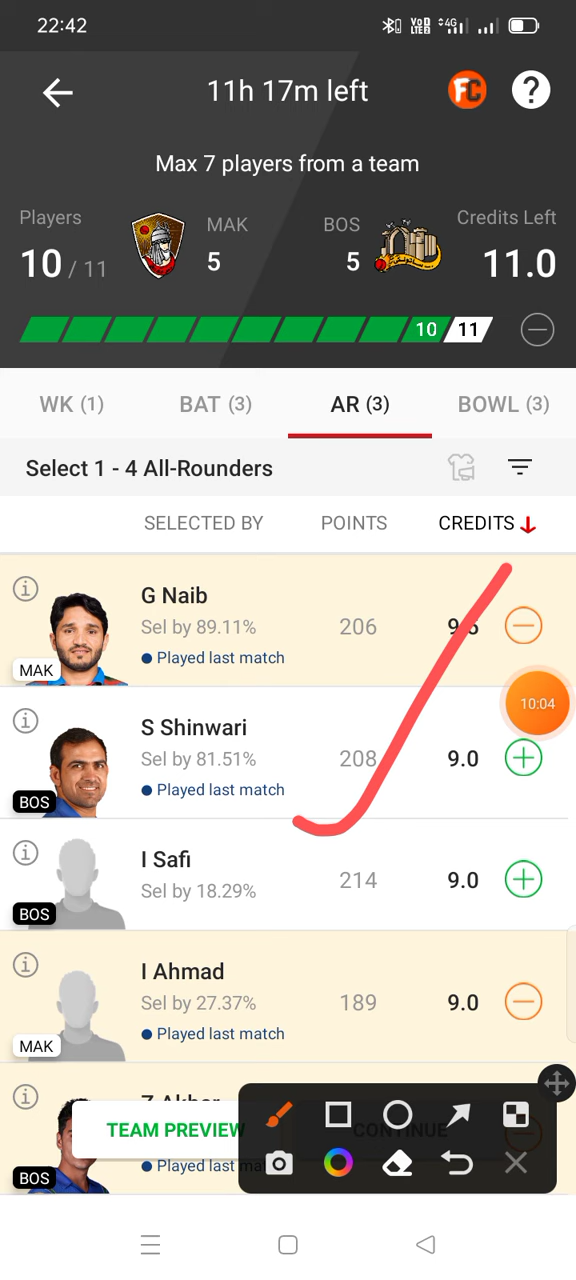 22:42
VoD LTE2 4G
11h 17m left
FC
?
Max 7 players from a team
Players
MAK
BOS
Credits Left
10 / 11
5
5
11.0
10
11
WK (1)
BAT (3)
AR (3)
BOWL (3)
Select 1 - 4 All-Rounders
SELECTED BY
POINTS
CREDITS
G Naib
Sel by 89.11%
206
Played last match
MAK
10:04
S Shinwari
Sel by 81.51%
208
9.0
Played last match
BOS
I Safi
Sel by 18.29%
214
9.0
BOS
I Ahmad
Sel by 27.37%
189
9.0
Played last match
MAK
TEAM PREVIEW
CONTINUE
Played last
BOS